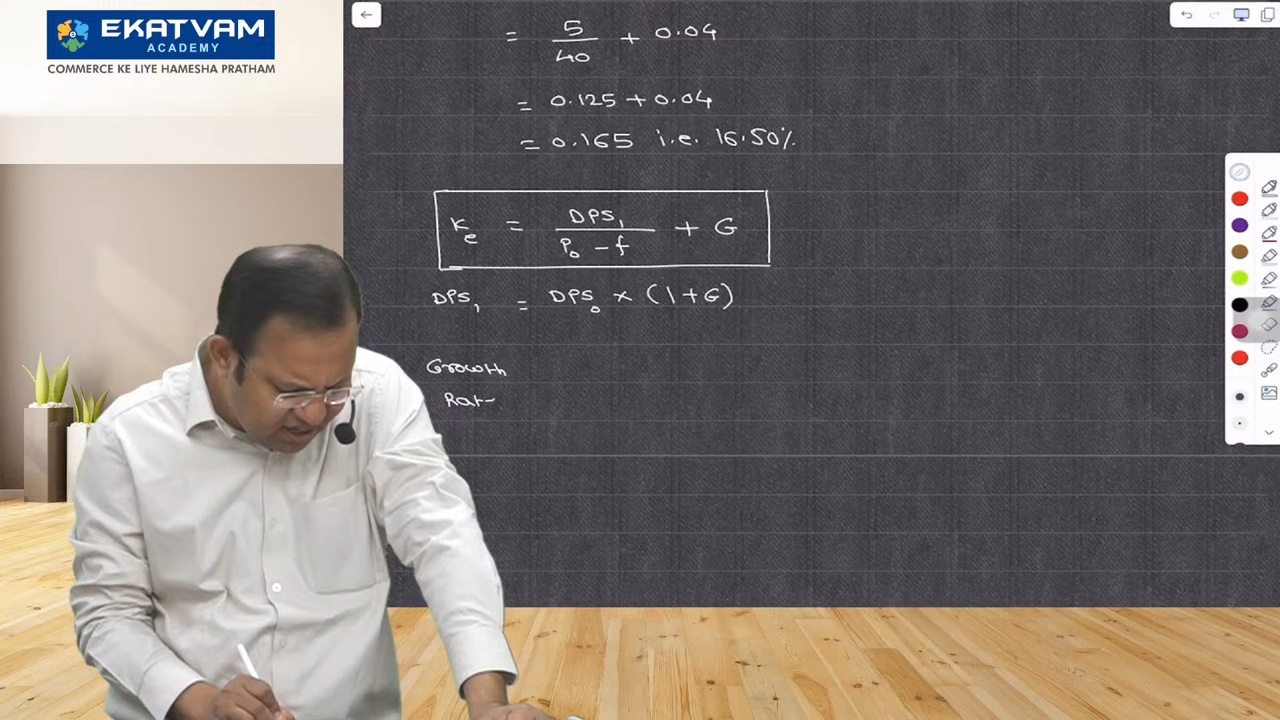 EKATVAM
ACADEMY
COMMERCE KE LIYE HAMESHA PRATHAM
= 5/40 + 0.04
= 0.125 + 0.04
= 0.165 i.e. 16.50%
Ke = DPS₁/(P₀ - f) + G
DPS₁ = DPS₀ × (1+G)
Growth
Rat